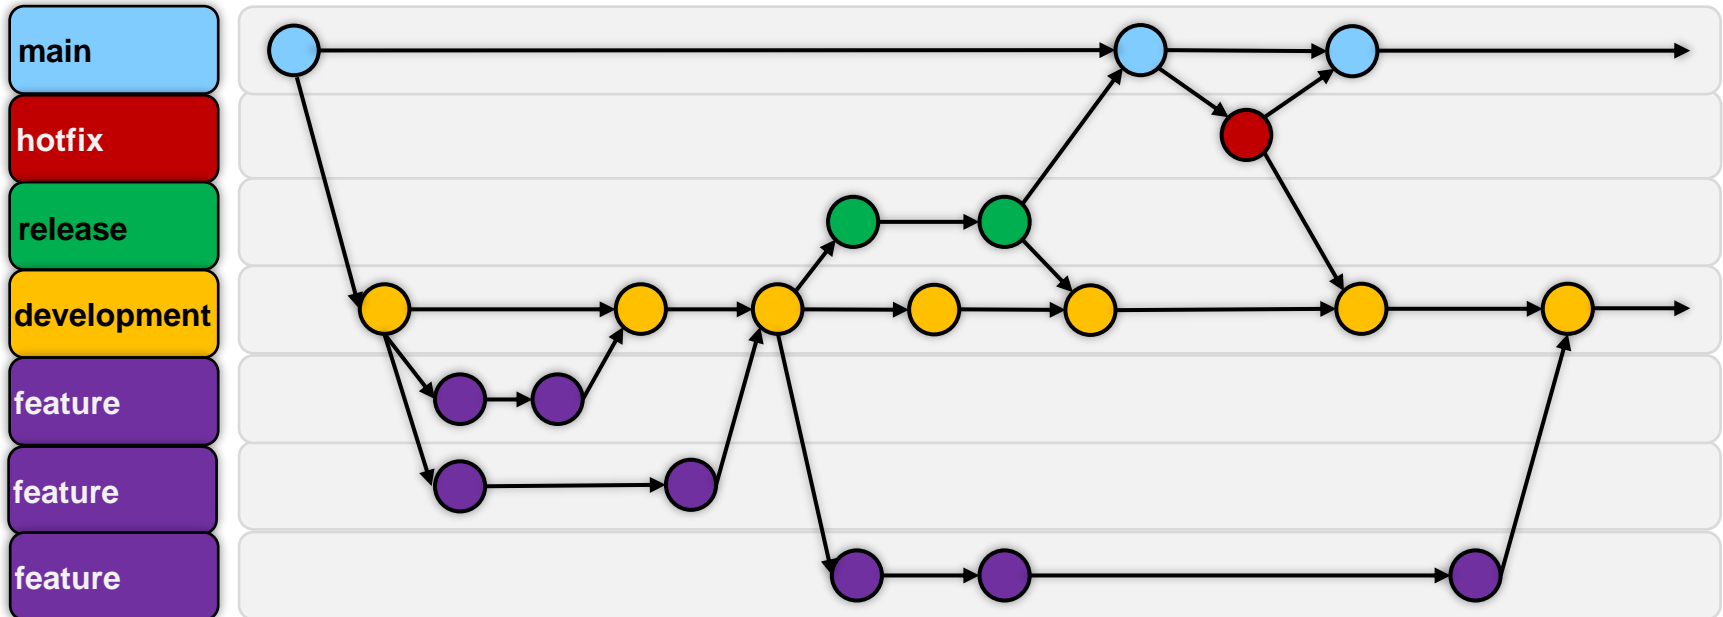 main
hotfix
release
development
feature
feature
feature